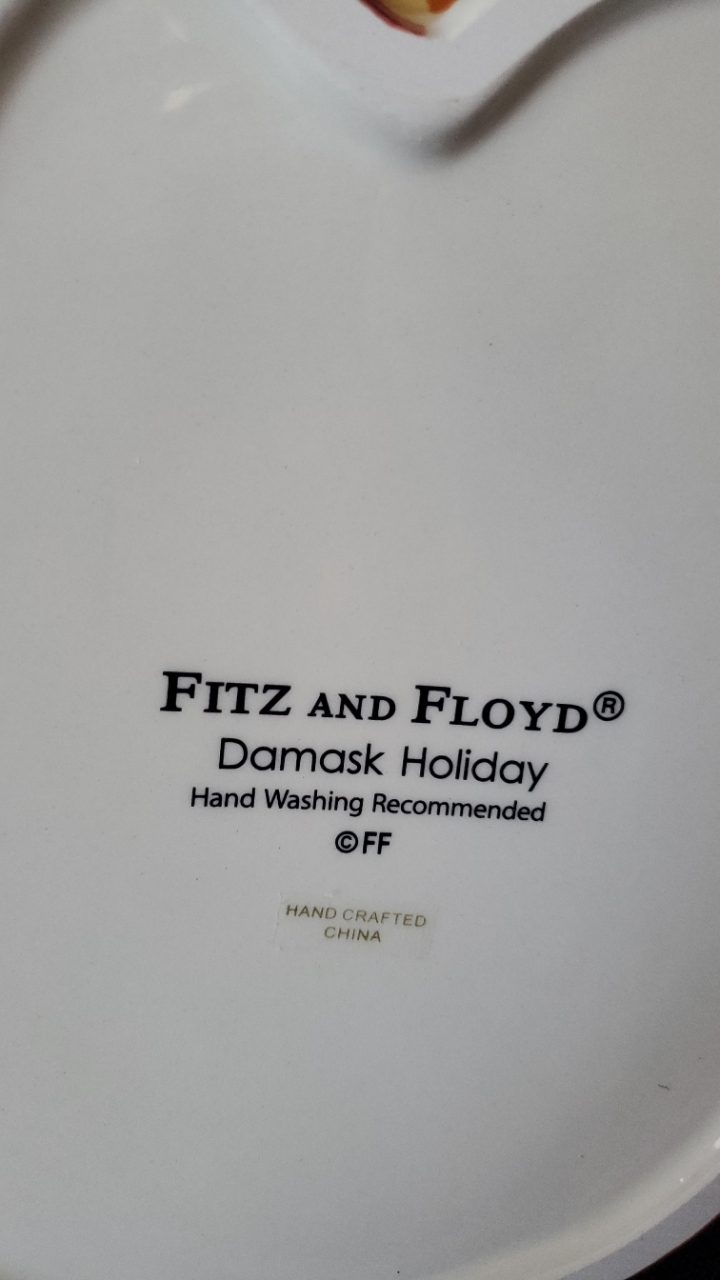 FITZ AND FLOYD®
Damask Holiday
Hand Washing Recommended
©FF
HAND CRAFTED
CHINA